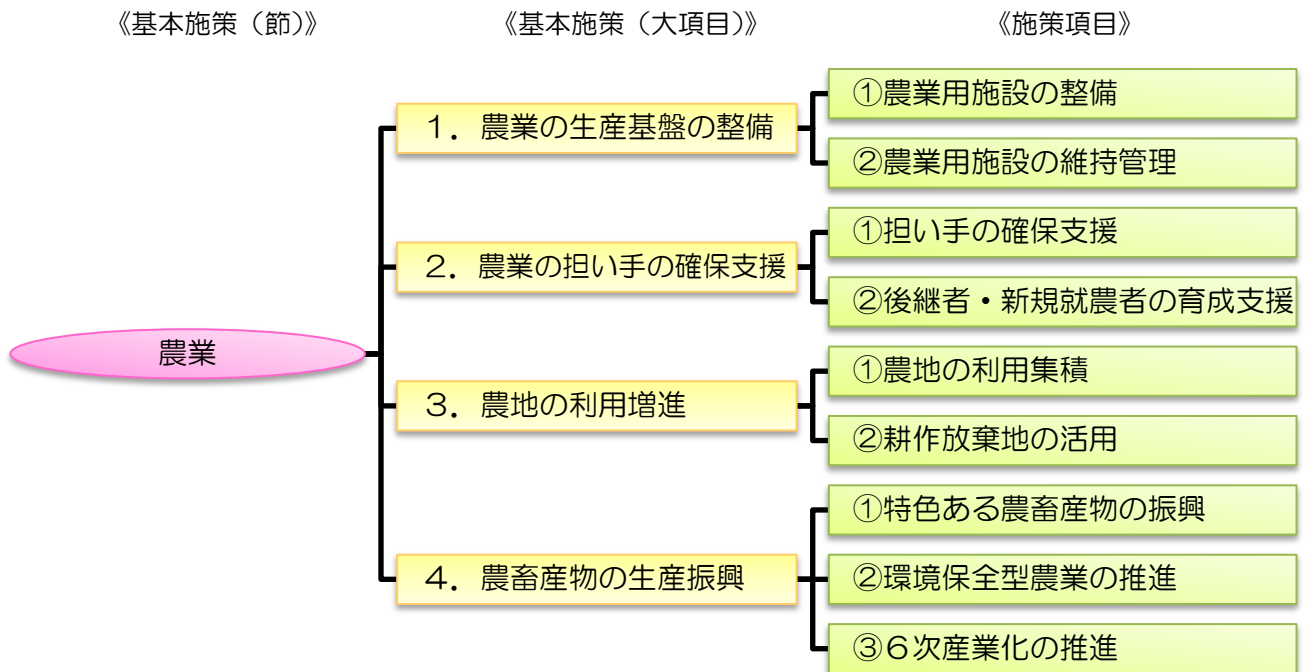 《基本施策（節）》
《基本施策（大項目）》
《施策項目》
農業
１．農業の生産基盤の整備
①農業用施設の整備
②農業用施設の維持管理
２．農業の担い手の確保支援
①担い手の確保支援
②後継者・新規就農者の育成支援
３．農地の利用増進
①農地の利用集積
②耕作放棄地の活用
４．農畜産物の生産振興
①特色ある農畜産物の振興
②環境保全型農業の推進
③６次産業化の推進